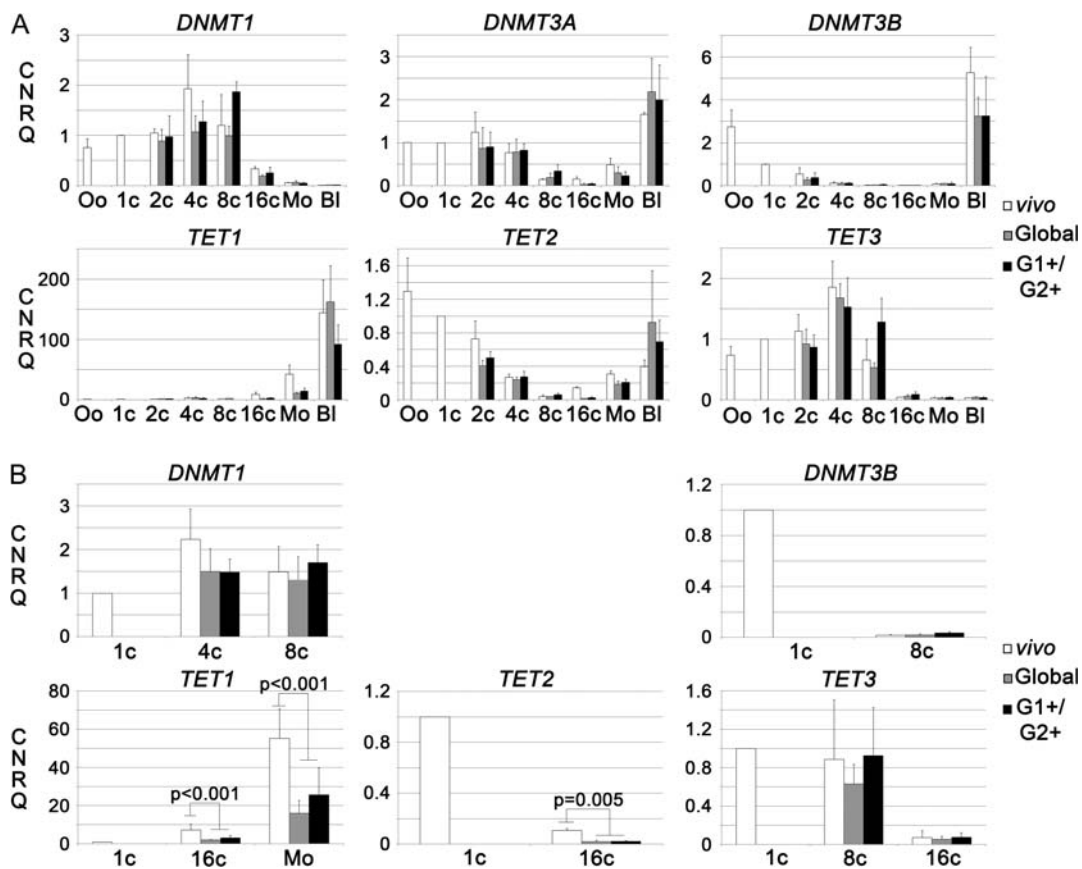 A
DNMT1
DNMT3A
DNMT3B
CNRQ
3
2
1
0
Oo 1c 2c 4c 8c 16c Mo Bl
3
2
1
0
Oo 1c 2c 4c 8c 16c Mo Bl
6
4
2
0
Oo 1c 2c 4c 8c 16c Mo Bl
vivo
Global
G1+/
G2+
TET1
TET2
TET3
CNRQ
200
100
0
Oo 1c 2c 4c 8c 16c Mo Bl
1.6
1.2
0.8
0.4
0
Oo 1c 2c 4c 8c 16c Mo Bl
2
1
0
Oo 1c 2c 4c 8c 16c Mo Bl
B
DNMT1
DNMT3B
CNRQ
3
2
1
0
1c 4c 8c
1.2
0.8
0.4
0
1c 8c
vivo
Global
G1+/
G2+
TET1
TET2
TET3
CNRQ
80
60
40
20
0
p<0.001
p<0.001
1c 16c Mo
1.2
0.8
0.4
0
p=0.005
1c 16c
1.6
1.2
0.8
0.4
0
1c 8c 16c